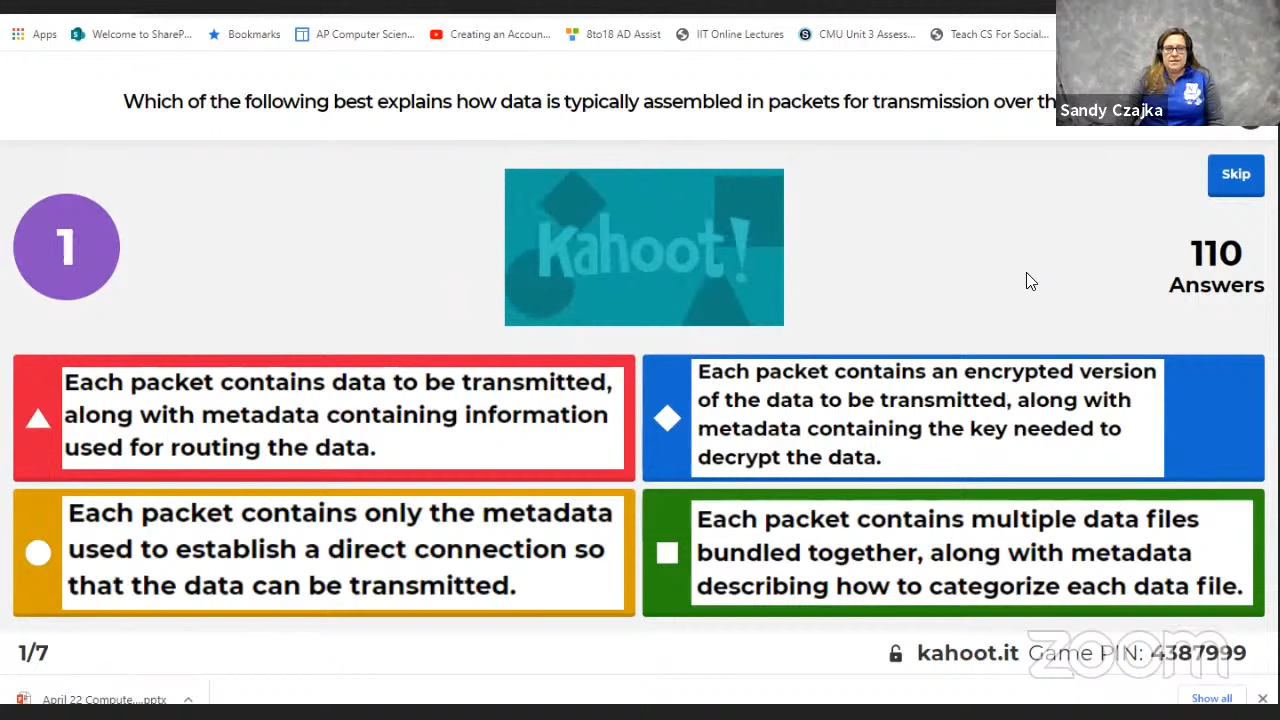 Apps Welcome to ShareP... Bookmarks AP Computer Scien... Creating an Accoun... 8to18 AD Assist IIT Online Lectures CMU Unit 3 Assess... Teach CS For Social...
Which of the following best explains how data is typically assembled in packets for transmission over
Sandy Czajka
Skip
1
Kahoot!
110
Answers
Each packet contains data to be transmitted,
along with metadata containing information
used for routing the data.
Each packet contains an encrypted version
of the data to be transmitted, along with
metadata containing the key needed to
decrypt the data.
Each packet contains only the metadata
used to establish a direct connection so
that the data can be transmitted.
Each packet contains multiple data files
bundled together, along with metadata
describing how to categorize each data file.
1/7
kahoot.it Game PIN: 4387999
zoom
April 22 Compute....pptx
Show all